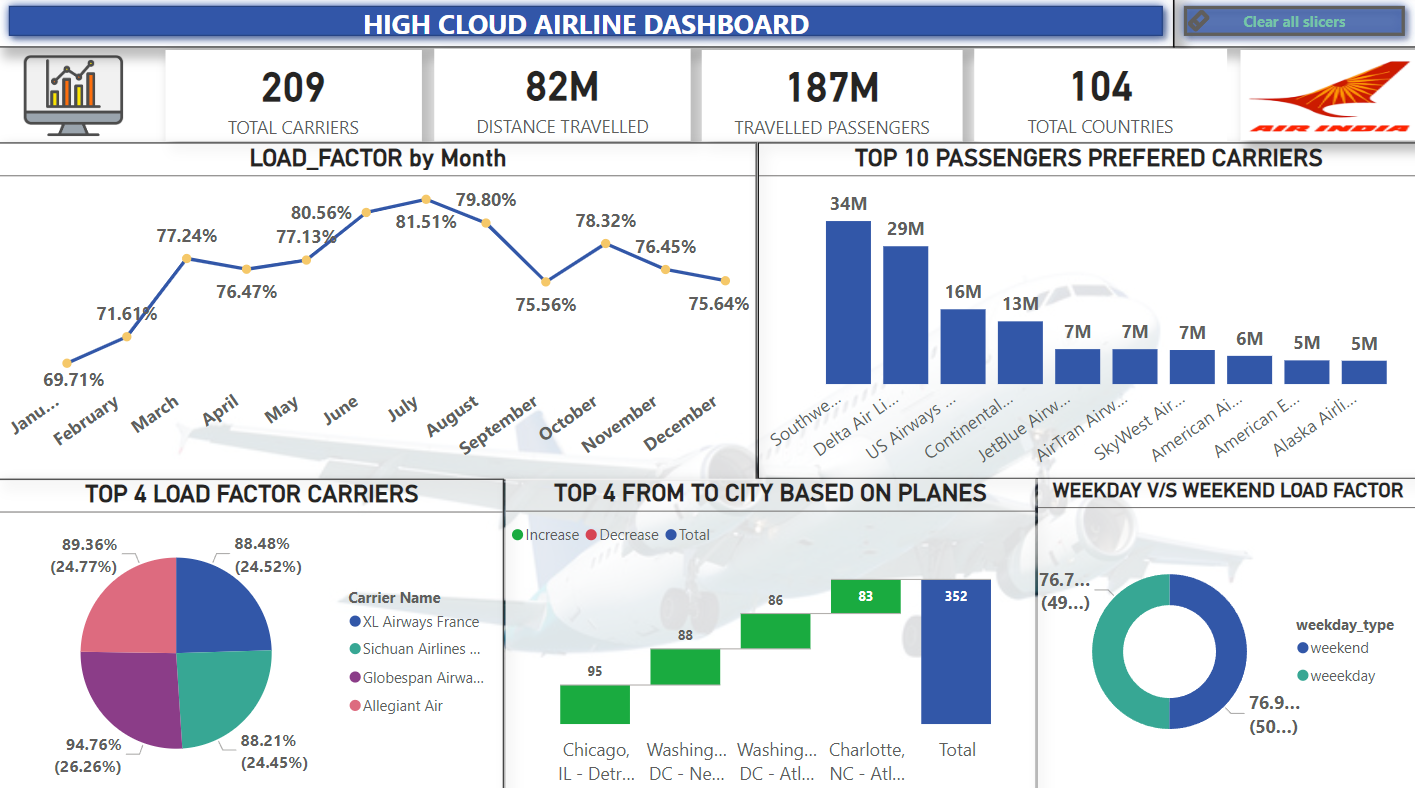 HIGH CLOUD AIRLINE DASHBOARD
Clear all slicers
209
TOTAL CARRIERS
82M
DISTANCE TRAVELLED
187M
TRAVELLED PASSENGERS
104
TOTAL COUNTRIES
AIR INDIA
LOAD_FACTOR by Month
69.71%
71.61%
77.24%
76.47%
77.13%
80.56%
81.51%
79.80%
75.56%
78.32%
76.45%
75.64%
Janu...
February
March
April
May
June
July
August
September
October
November
December
TOP 10 PASSENGERS PREFERED CARRIERS
34M
29M
16M
13M
7M
7M
7M
6M
5M
5M
Southwe...
Delta Air Li...
US Airways ...
Continental...
JetBlue Airw...
AirTran Airw...
SkyWest Air...
American Ai...
American E...
Alaska Airli...
TOP 4 LOAD FACTOR CARRIERS
89.36%
(24.77%)
88.48%
(24.52%)
94.76%
(26.26%)
88.21%
(24.45%)
Carrier Name
XL Airways France
Sichuan Airlines ...
Globespan Airwa...
Allegiant Air
TOP 4 FROM TO CITY BASED ON PLANES
Increase
Decrease
Total
95
88
86
83
352
Chicago,
IL - Detr...
Washing...
DC - Ne...
Washing...
DC - Atl...
Charlotte,
NC - Atl...
Total
WEEKDAY V/S WEEKEND LOAD FACTOR
76.7...
(49...)
76.9...
(50...)
weekday_type
weekend
weeekday